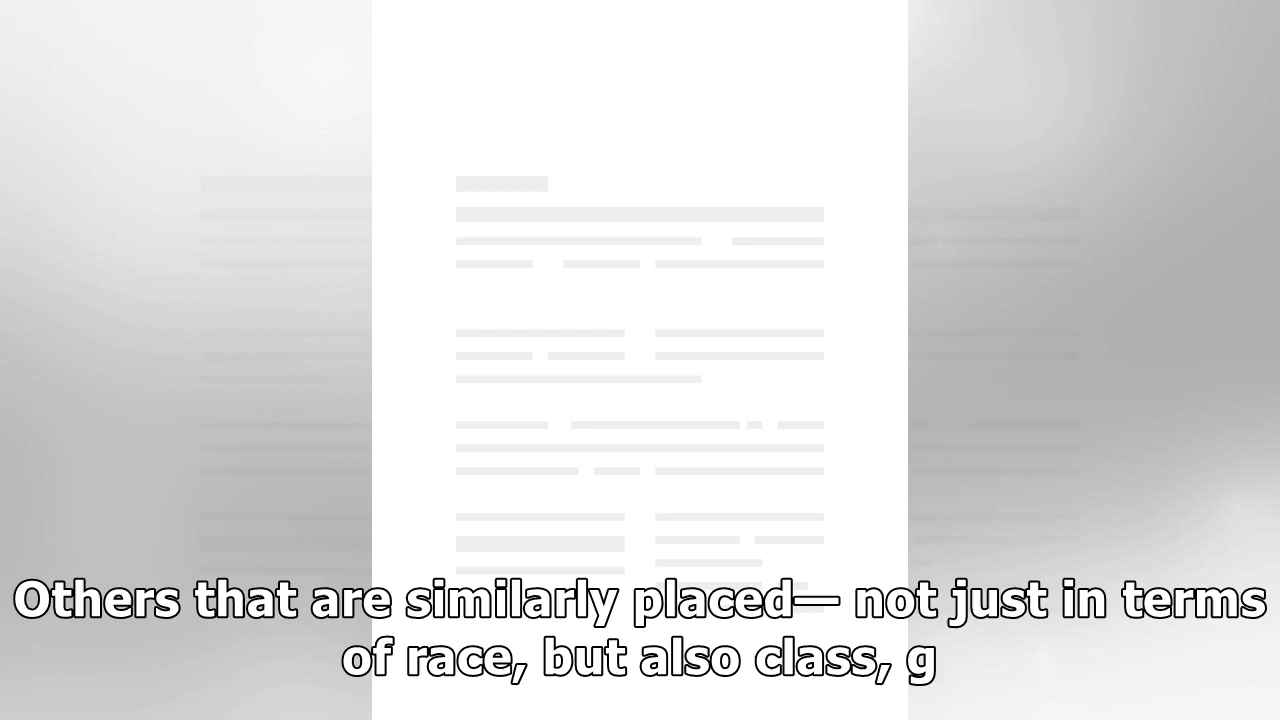 Others that are similarly placed— not just in terms
of race, but also class, g